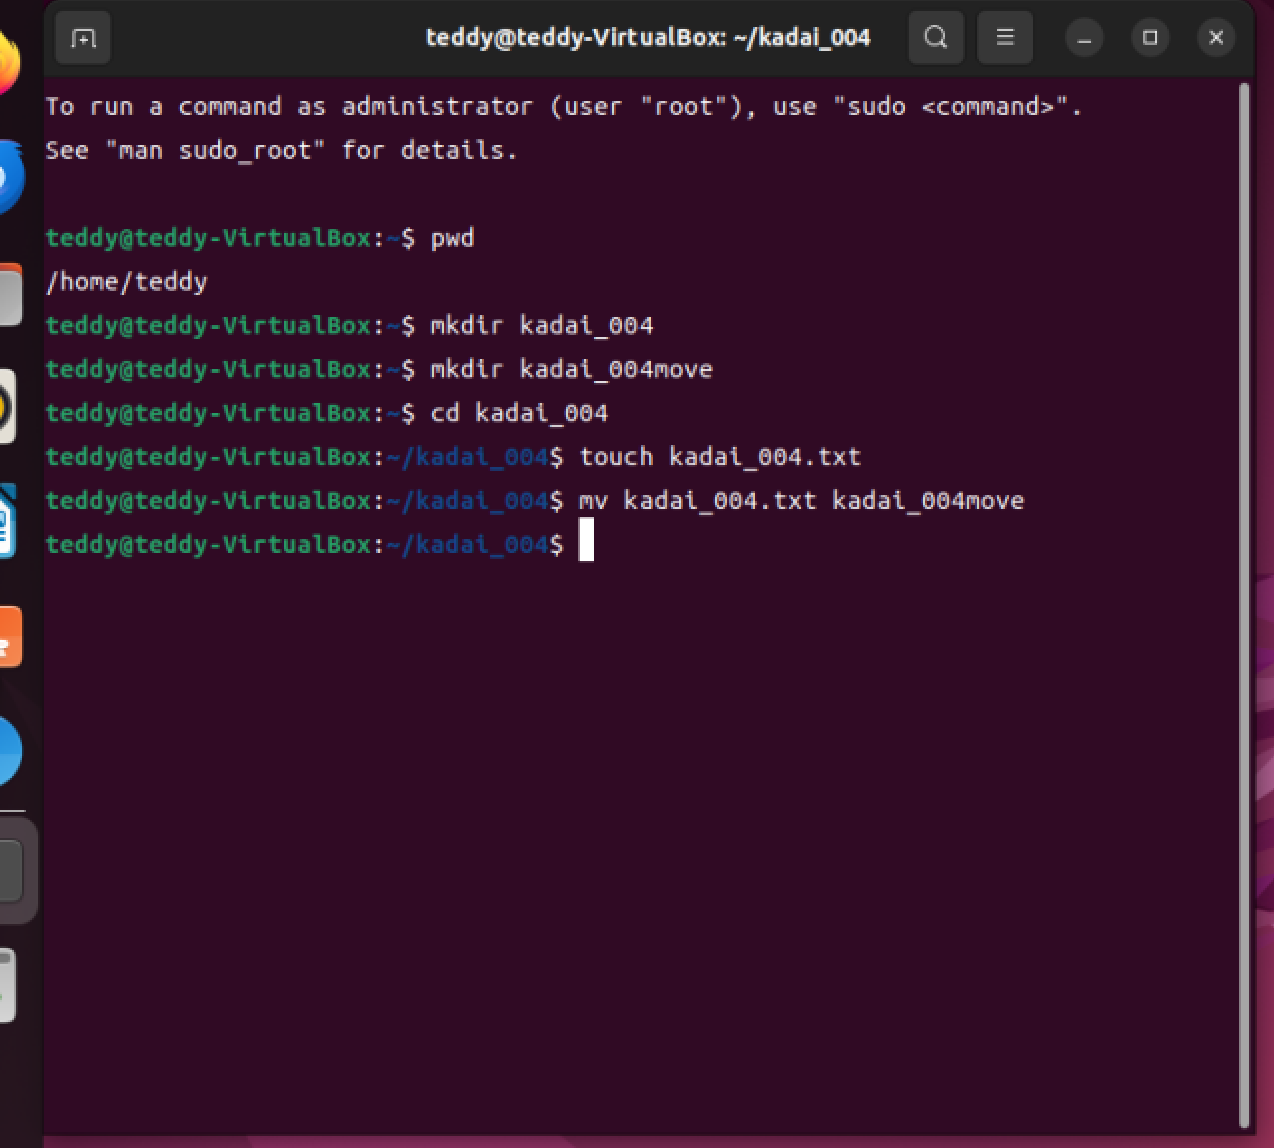 teddy@teddy-VirtualBox: ~/kadai_004
To run a command as administrator (user "root"), use "sudo <command>".
See "man sudo_root" for details.
teddy@teddy-VirtualBox:~$ pwd
/home/teddy
teddy@teddy-VirtualBox:~$ mkdir kadai_004
teddy@teddy-VirtualBox:~$ mkdir kadai_004move
teddy@teddy-VirtualBox:~$ cd kadai_004
teddy@teddy-VirtualBox:~/kadai_004$ touch kadai_004.txt
teddy@teddy-VirtualBox:~/kadai_004$ mv kadai_004.txt kadai_004move
teddy@teddy-VirtualBox:~/kadai_004$